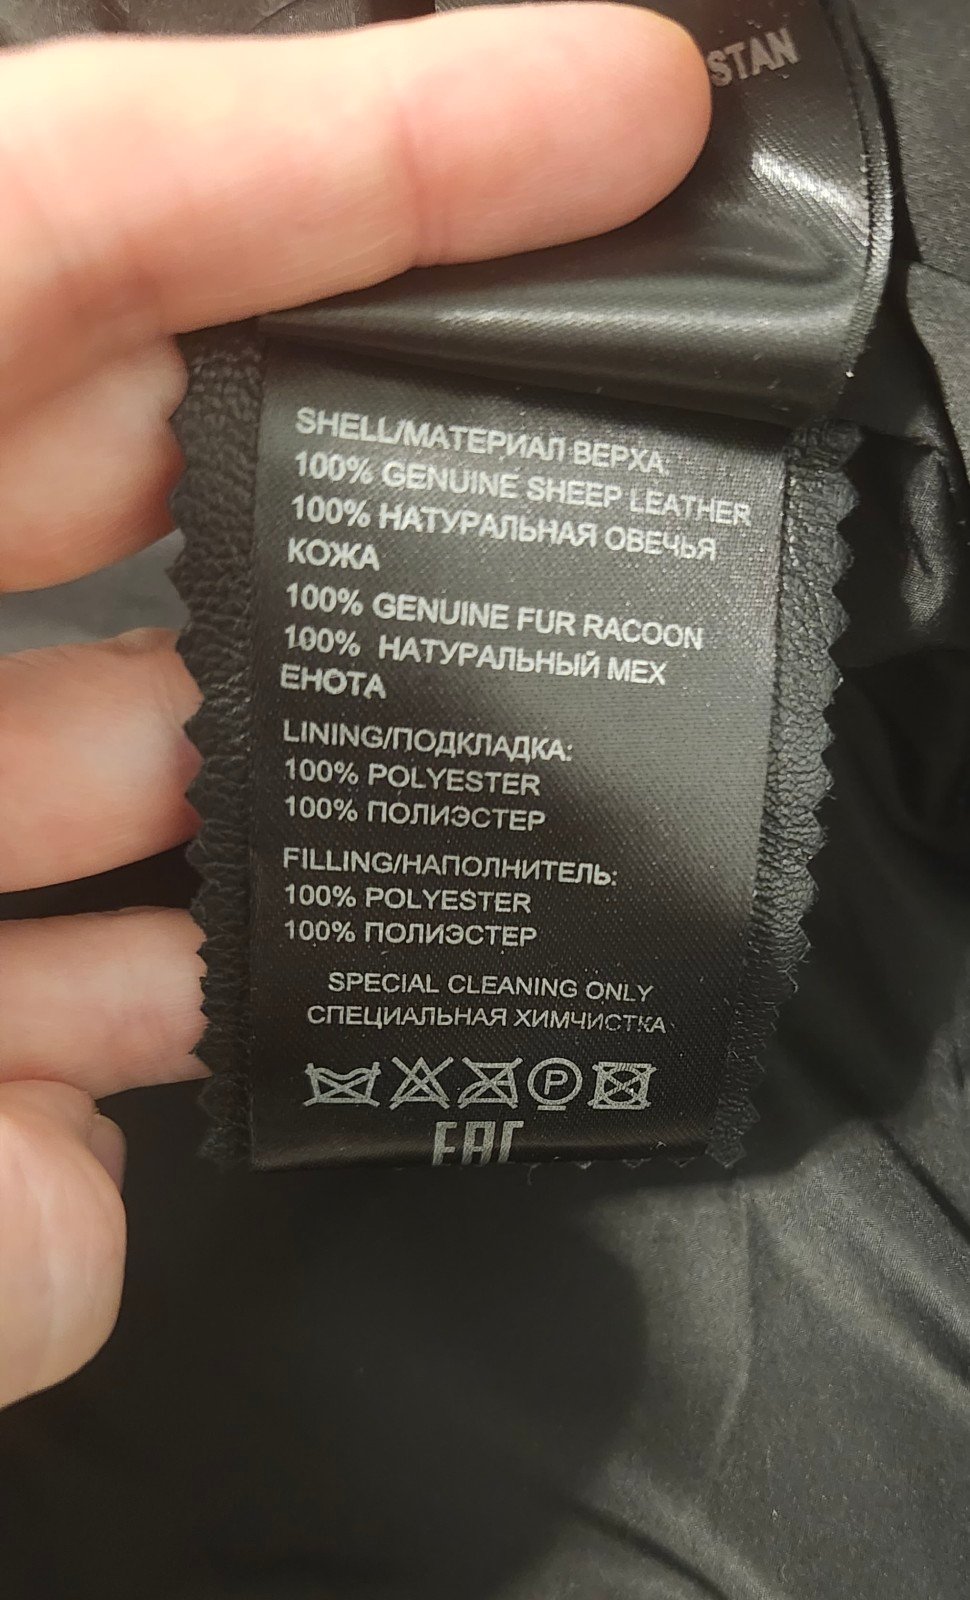 STAN
SHELL/МАТЕРИАЛ ВЕРХА:
100% GENUINE SHEEP LEATHER
100% НАТУРАЛЬНАЯ ОВЕЧЬЯ
КОЖА
100% GENUINE FUR RACOON
100% НАТУРАЛЬНЫЙ МЕХ
ЕНОТА
LINING/ПОДКЛАДКА:
100% POLYESTER
100% ПОЛИЭСТЕР
FILLING/НАПОЛНИТЕЛЬ:
100% POLYESTER
100% ПОЛИЭСТЕР
SPECIAL CLEANING ONLY
СПЕЦИАЛЬНАЯ ХИМЧИСТКА
P
EAC